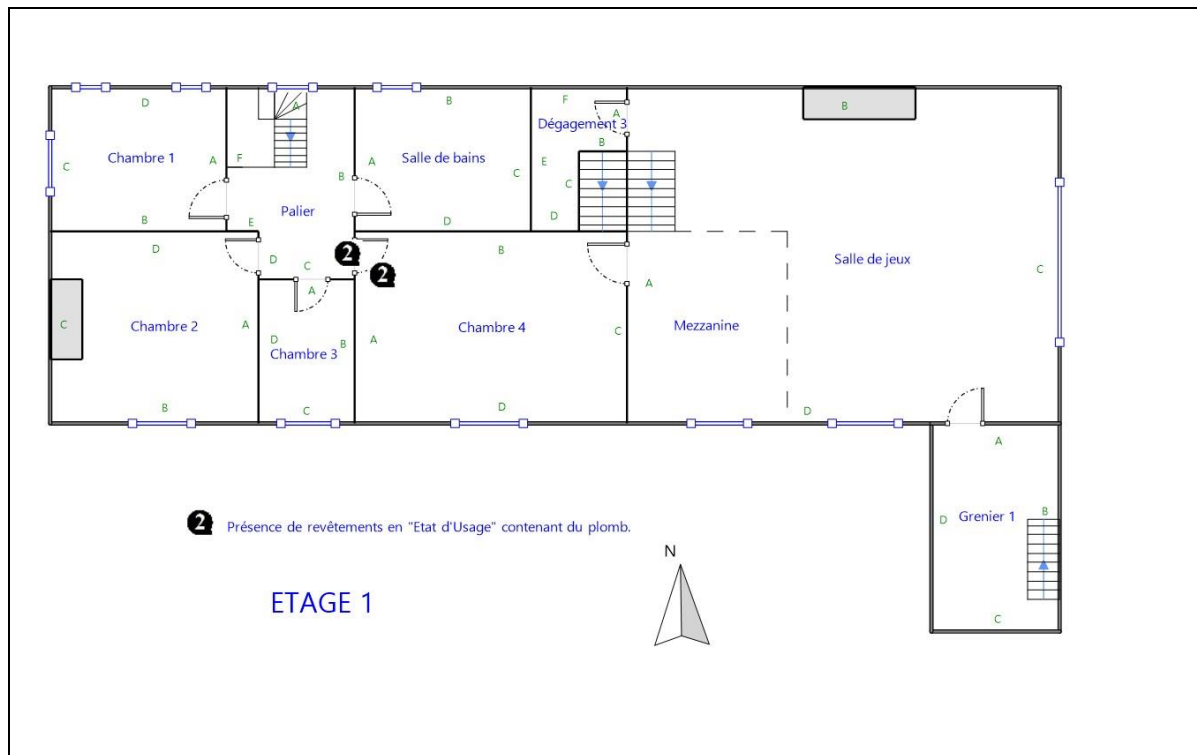 D
A
B
F
B
Dégagement 3
A
B
Chambre 1
C
A
F
B
A
Salle de bains
C
E
C
B
Palier
B
E
D
D
D
D
C
B
Salle de jeux
C
2
2
A
A
C
Chambre 2
A
D
Chambre 3
B
A
Chambre 4
C
Mezzanine
B
C
D
D
A
2 Présence de revêtements en "Etat d'Usage" contenant du plomb.
D
Grenier 1
B
N
ETAGE 1
C